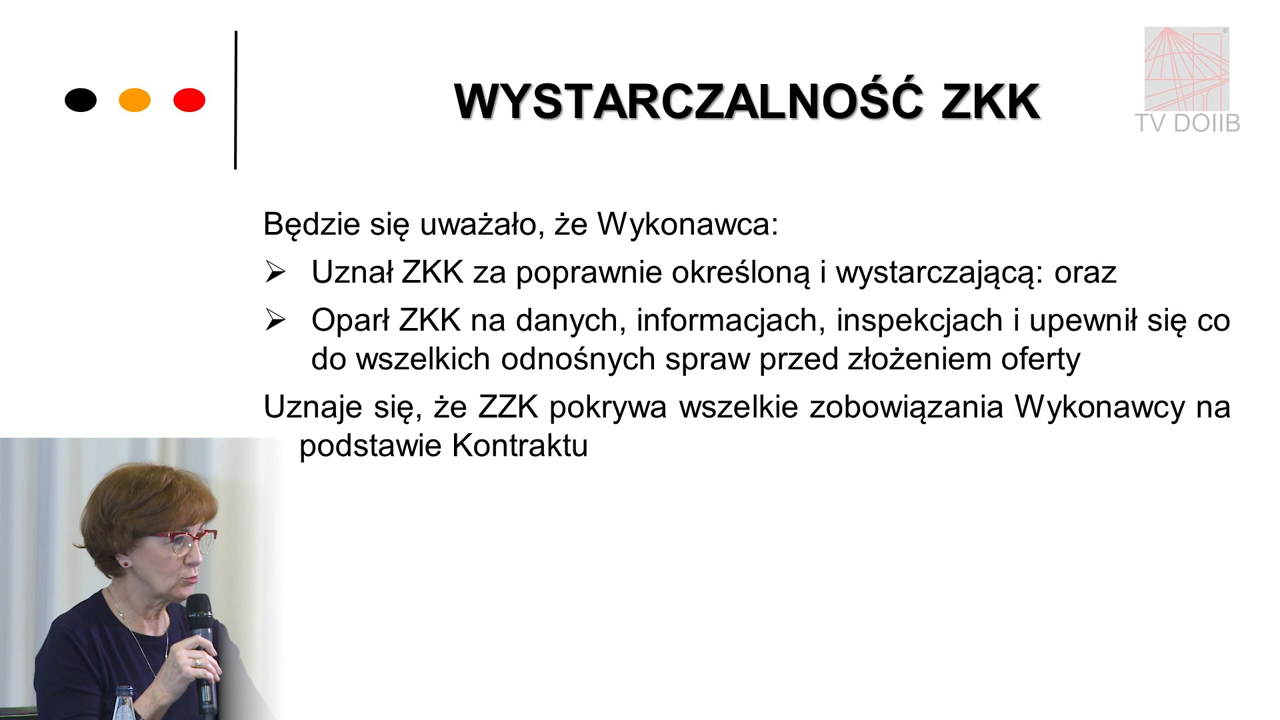 WYSTARCZALNOŚĆ ZKK
TV DOIIB
Będzie się uważało, że Wykonawca:
➢ Uznał ZKK za poprawnie określoną i wystarczającą: oraz
➢ Oparł ZKK na danych, informacjach, inspekcjach i upewnił się co
do wszelkich odnośnych spraw przed złożeniem oferty
Uznaje się, że ZZK pokrywa wszelkie zobowiązania Wykonawcy na
podstawie Kontraktu